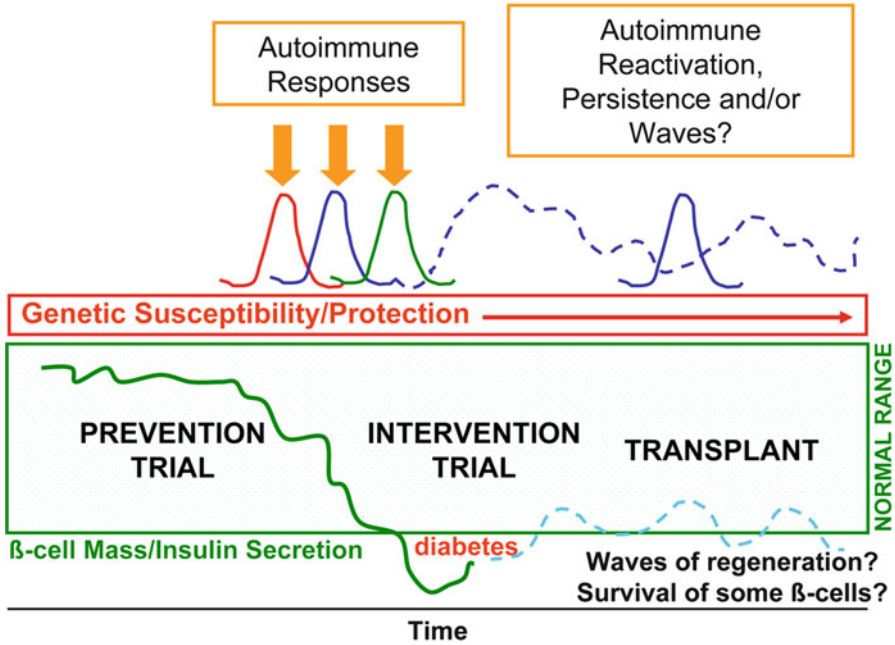 Autoimmune
Responses
Autoimmune
Reactivation,
Persistence and/or
Waves?
Genetic Susceptibility/Protection
PREVENTION
TRIAL
INTERVENTION
TRIAL
TRANSPLANT
NORMAL RANGE
ß-cell Mass/Insulin Secretion
diabetes
Waves of regeneration?
Survival of some ß-cells?
Time